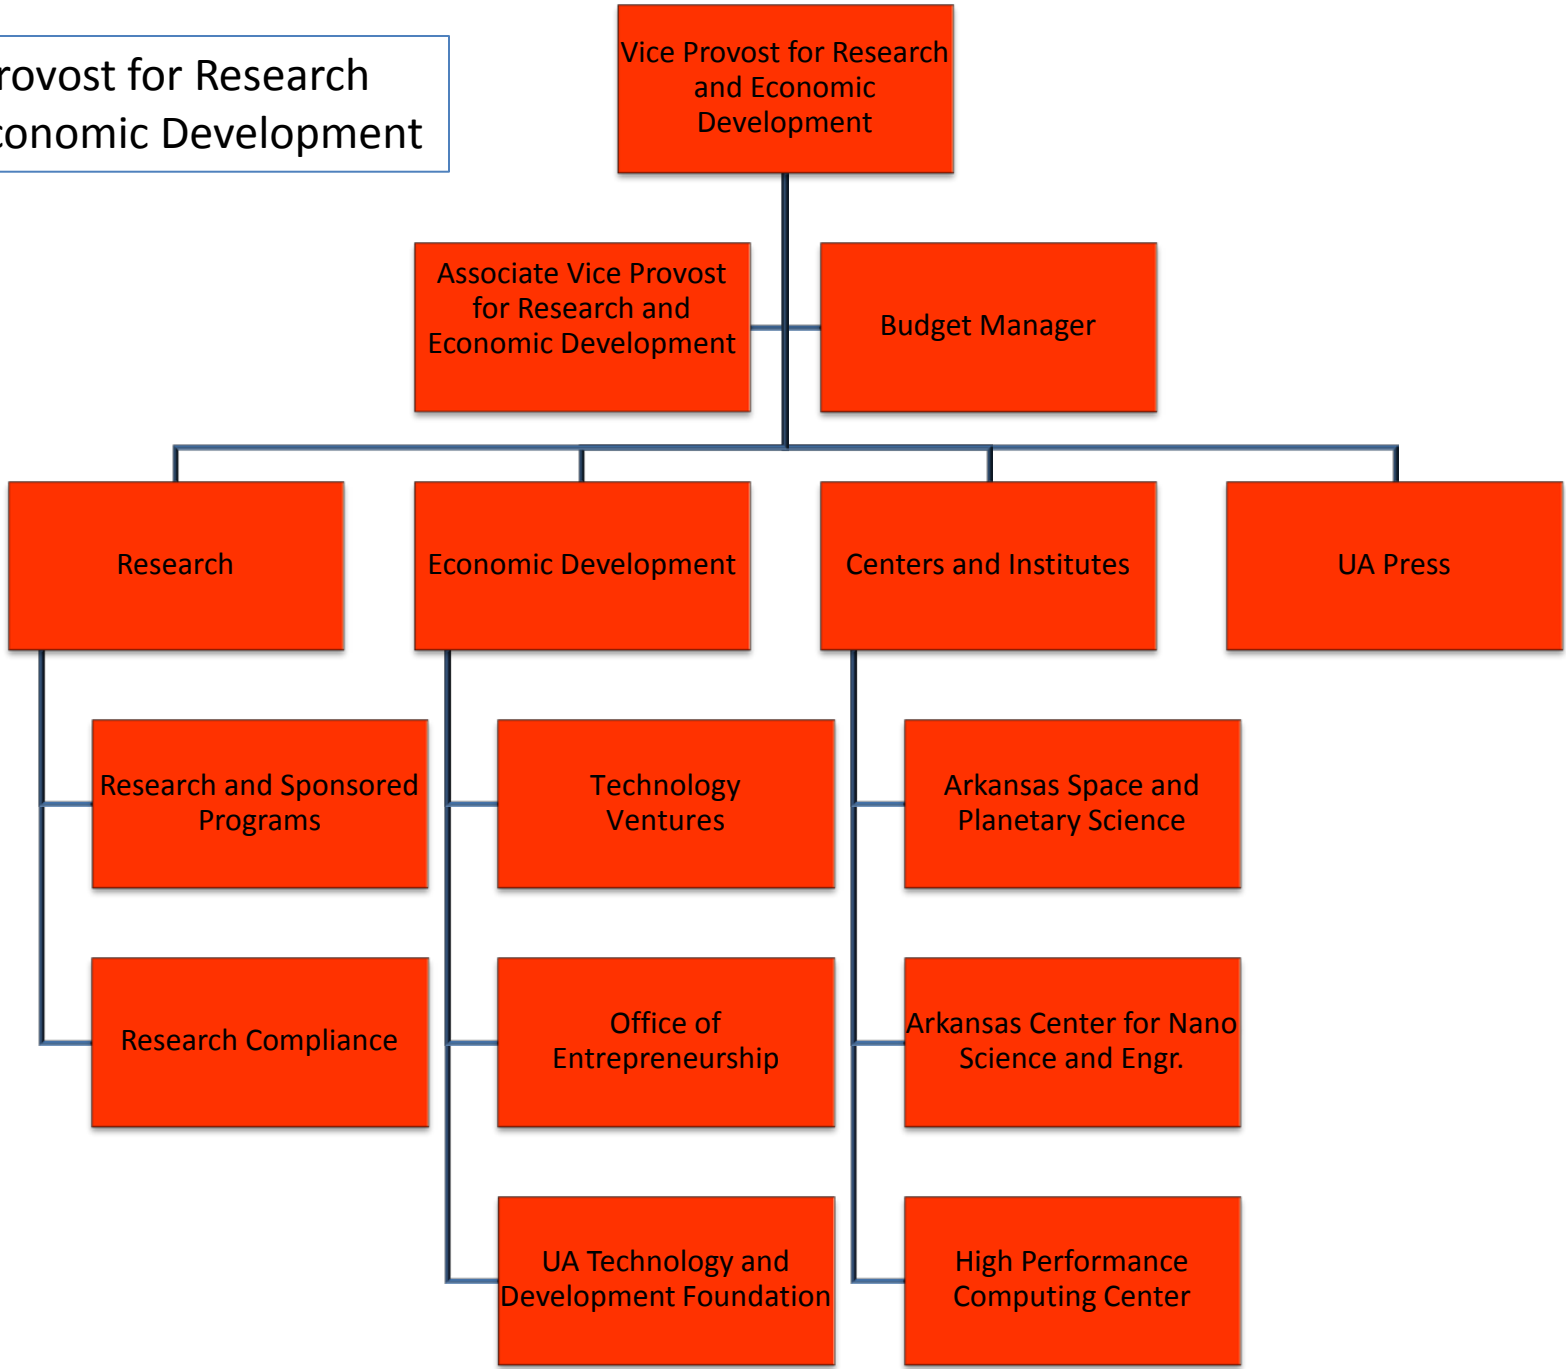 rovost for Research
conomic Development
Vice Provost for Research
and Economic
Development
Associate Vice Provost
for Research and
Economic Development
Budget Manager
Research
Economic Development
Centers and Institutes
UA Press
Research and Sponsored
Programs
Technology
Ventures
Arkansas Space and
Planetary Science
Research Compliance
Office of
Entrepreneurship
Arkansas Center for Nano
Science and Engr.
UA Technology and
Development Foundation
High Performance
Computing Center